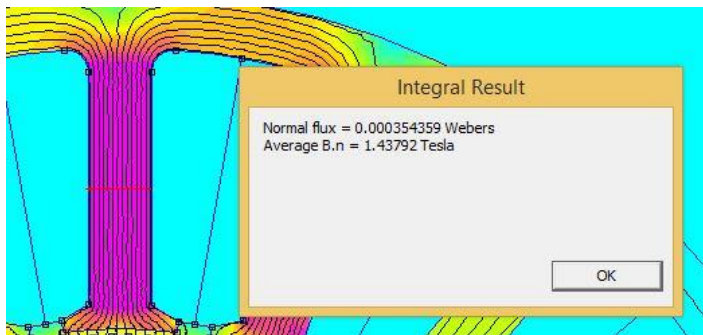 Integral Result
Normal flux = 0.000354359 Webers
Average B.n = 1.43792 Tesla
OK